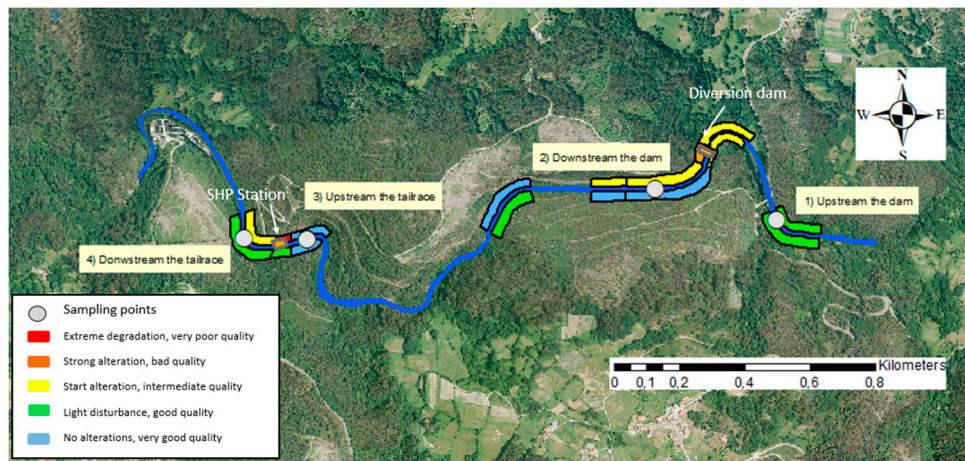 Diversion dam
N
W E
S
2) Downstream the dam
SHP Station
3) Upstream the tailrace
1) Upstream the dam
4) Donwstream the tailrace
Sampling points
Extreme degradation, very poor quality
Strong alteration, bad quality
Start alteration, intermediate quality
Light disturbance, good quality
No alterations, very good quality
Kilometers
0 0,1 0,2 0,4 0,6 0,8